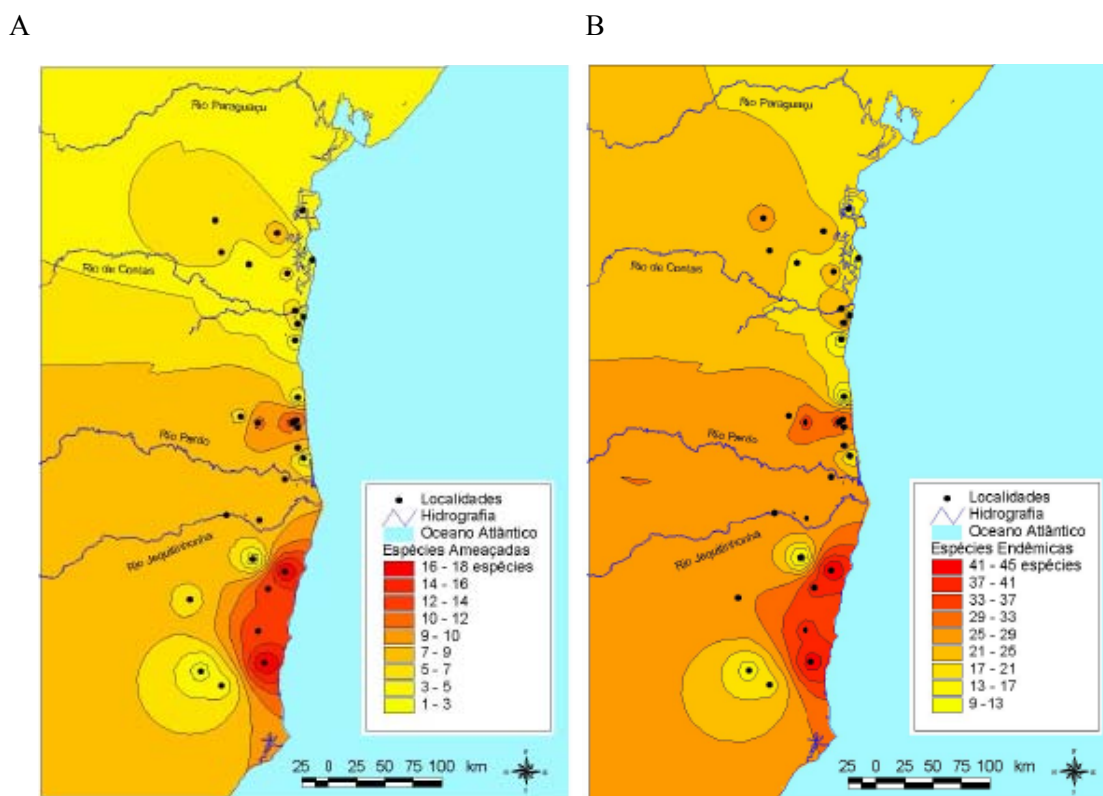 A
B
Rio Paraguaçu
Rio de Contas
Rio Pardo
Rio Jequitinhonha
Localidades
Hidrografia
Oceano Atlântico
Espécies Ameaçadas
16 - 18 espécies
14 - 16
12 - 14
10 - 12
9 - 10
7 - 9
5 - 7
3 - 5
1 - 3
25 0 25 50 75 100 km
Rio Paraguaçu
Rio de Contas
Rio Pardo
Rio Jequitinhonha
Localidades
Hidrografia
Oceano Atlântico
Espécies Endêmicas
41 - 45 espécies
37 - 41
33 - 37
29 - 33
25 - 29
21 - 25
17 - 21
13 - 17
9 - 13
25 0 25 50 75 100 km